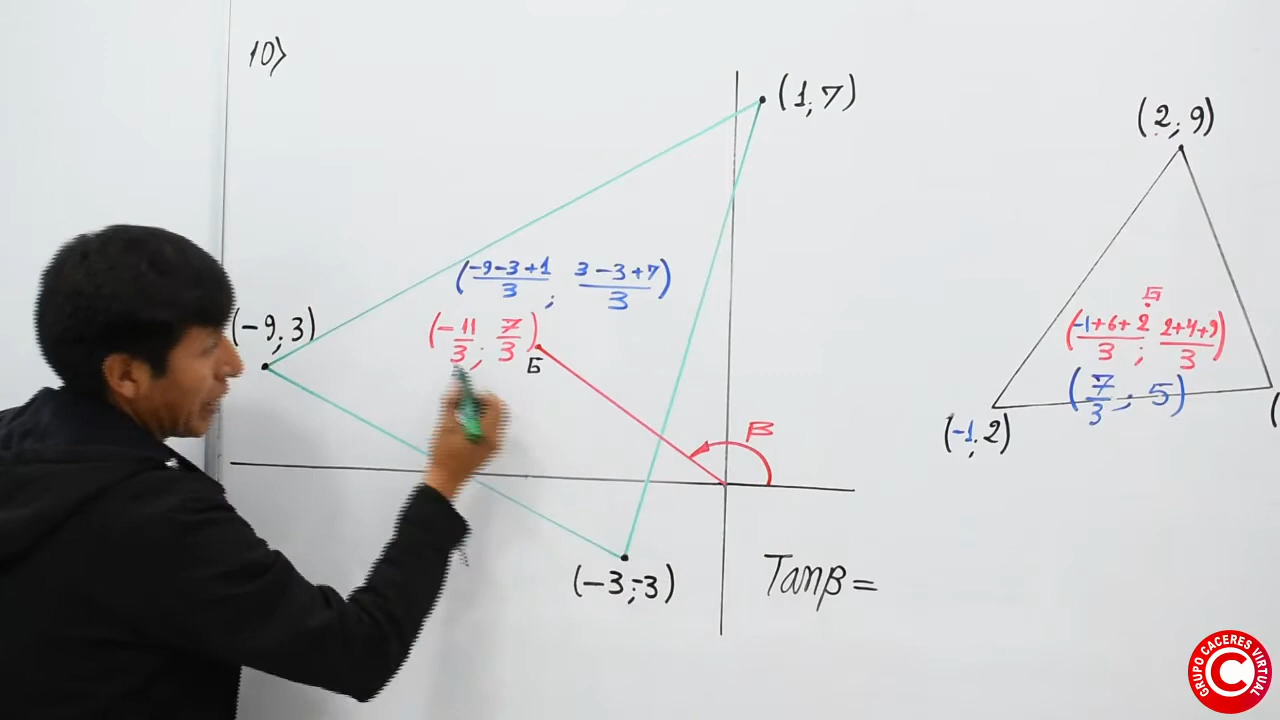 10)
(1; 7)
(-9-3+1/3 ; 3-3+7/3)
(-9; 3)
(-11/3 ; 7/3)
G
β
(-3;-3)
Tanβ =
(2; 9)
G
(-1+6+2/3 ; 2+4+9/3)
(7/3 ; 5)
(-1, 2)
(
GRUPO CACERES VIRTUAL
C